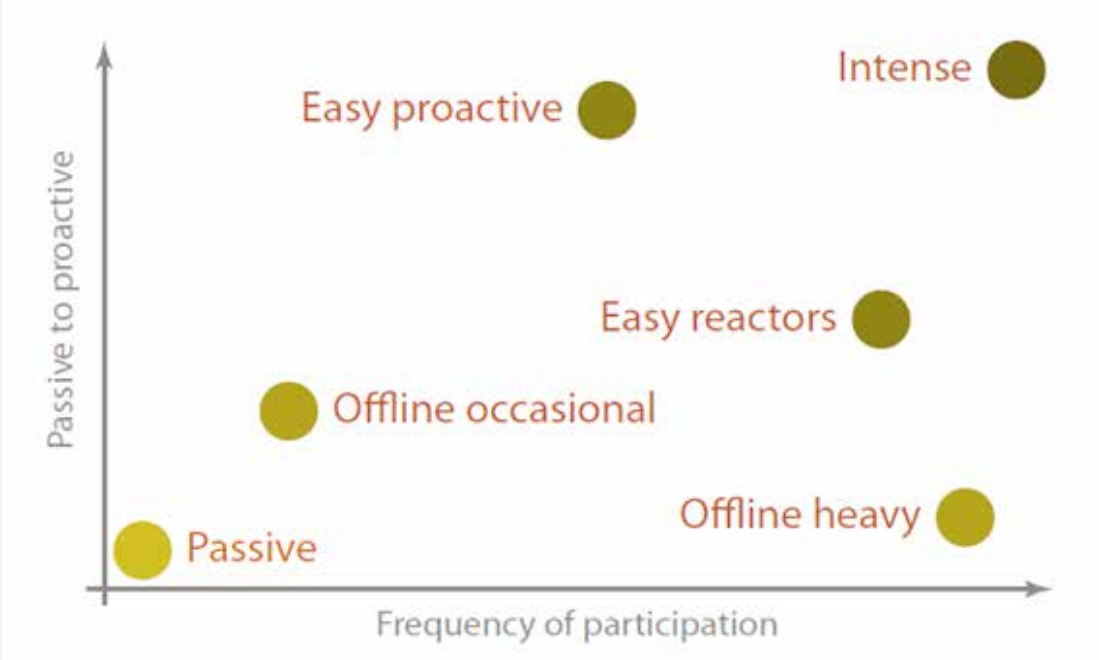 Intense
Easy proactive
Passive to proactive
Easy reactors
Offline occasional
Offline heavy
Passive
Frequency of participation